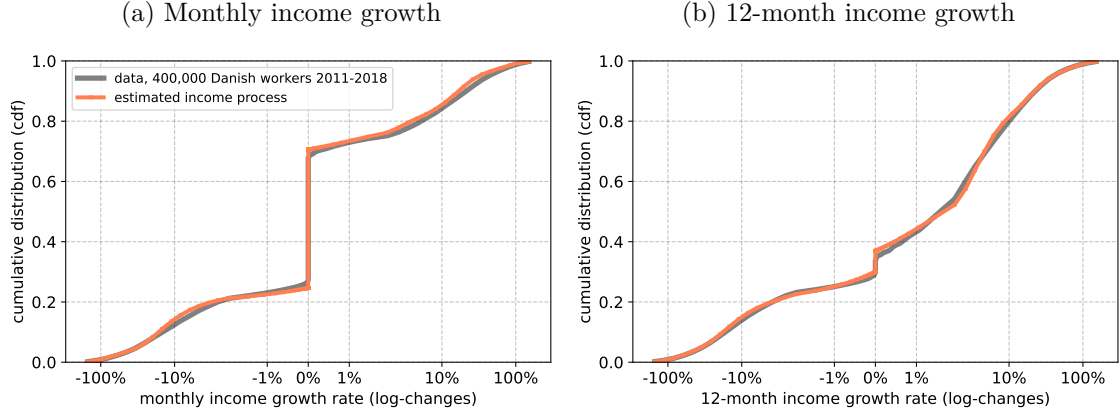 (a) Monthly income growth
1.0
0.8
0.6
0.4
0.2
0.0
cumulative distribution (cdf)
data, 400,000 Danish workers 2011-2018
estimated income process
-100% -10% -1% 0% 1% 10% 100%
monthly income growth rate (log-changes)
(b) 12-month income growth
1.0
0.8
0.6
0.4
0.2
0.0
cumulative distribution (cdf)
-100% -10% -1% 0% 1% 10% 100%
12-month income growth rate (log-changes)